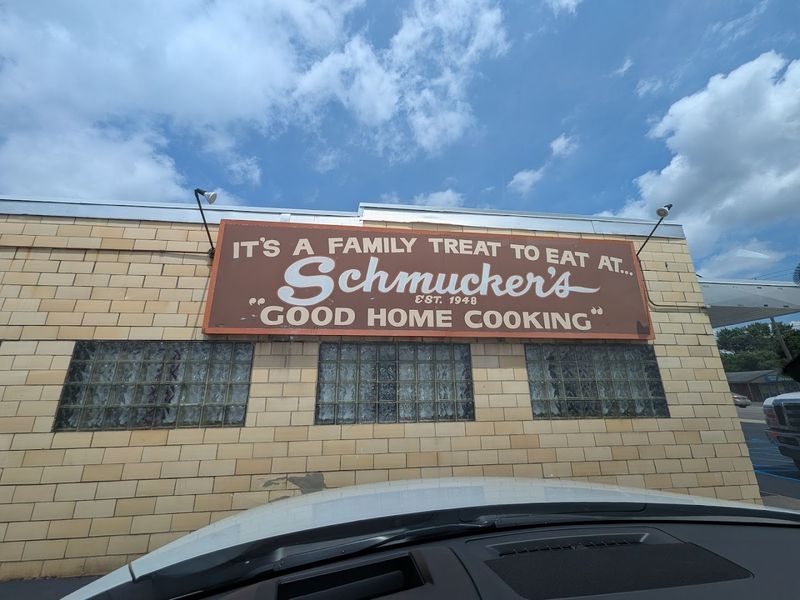 IT'S A FAMILY TREAT TO EAT AT...
Schmucker's
EST. 1948
"GOOD HOME COOKING"